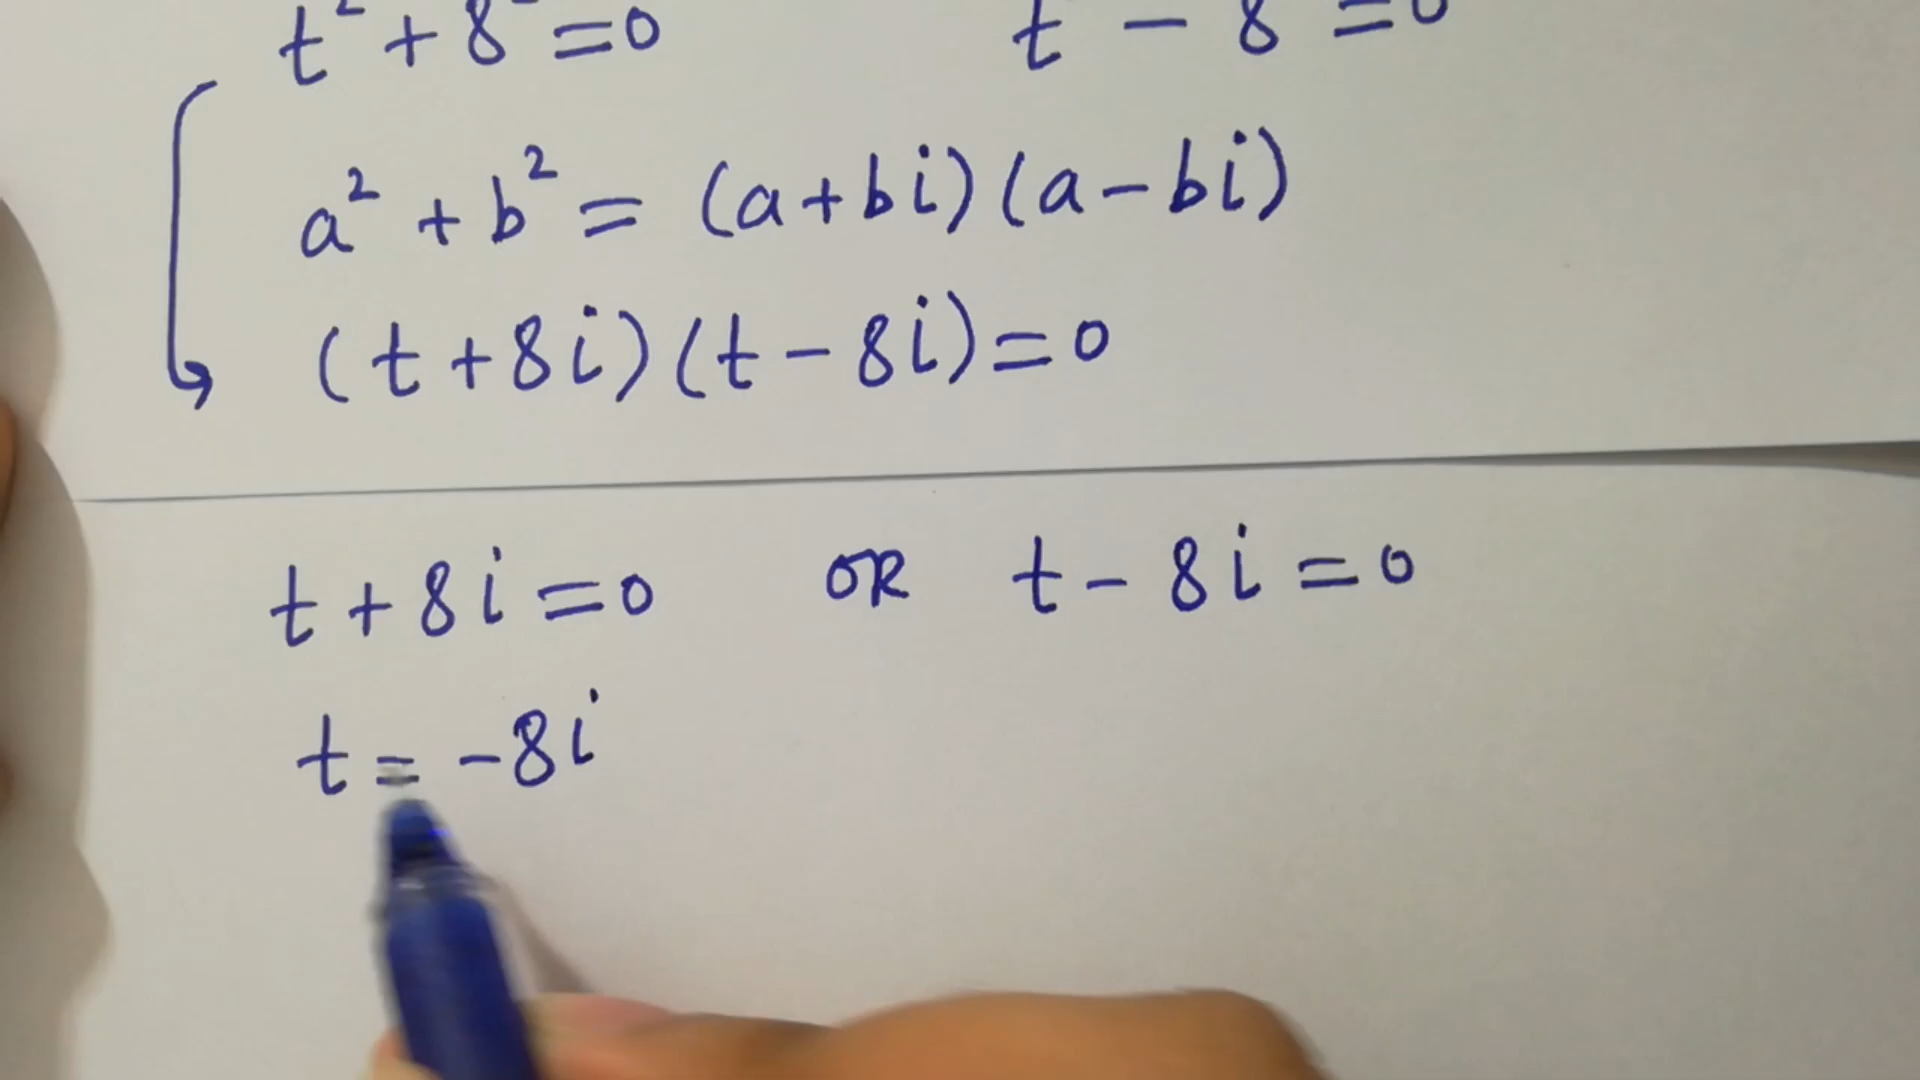 t² + 8² = 0 t - 8 = 0
a² + b² = (a+bi)(a-bi)
(t+8i)(t-8i)=0
t+8i=0 OR t-8i=0
t = -8i